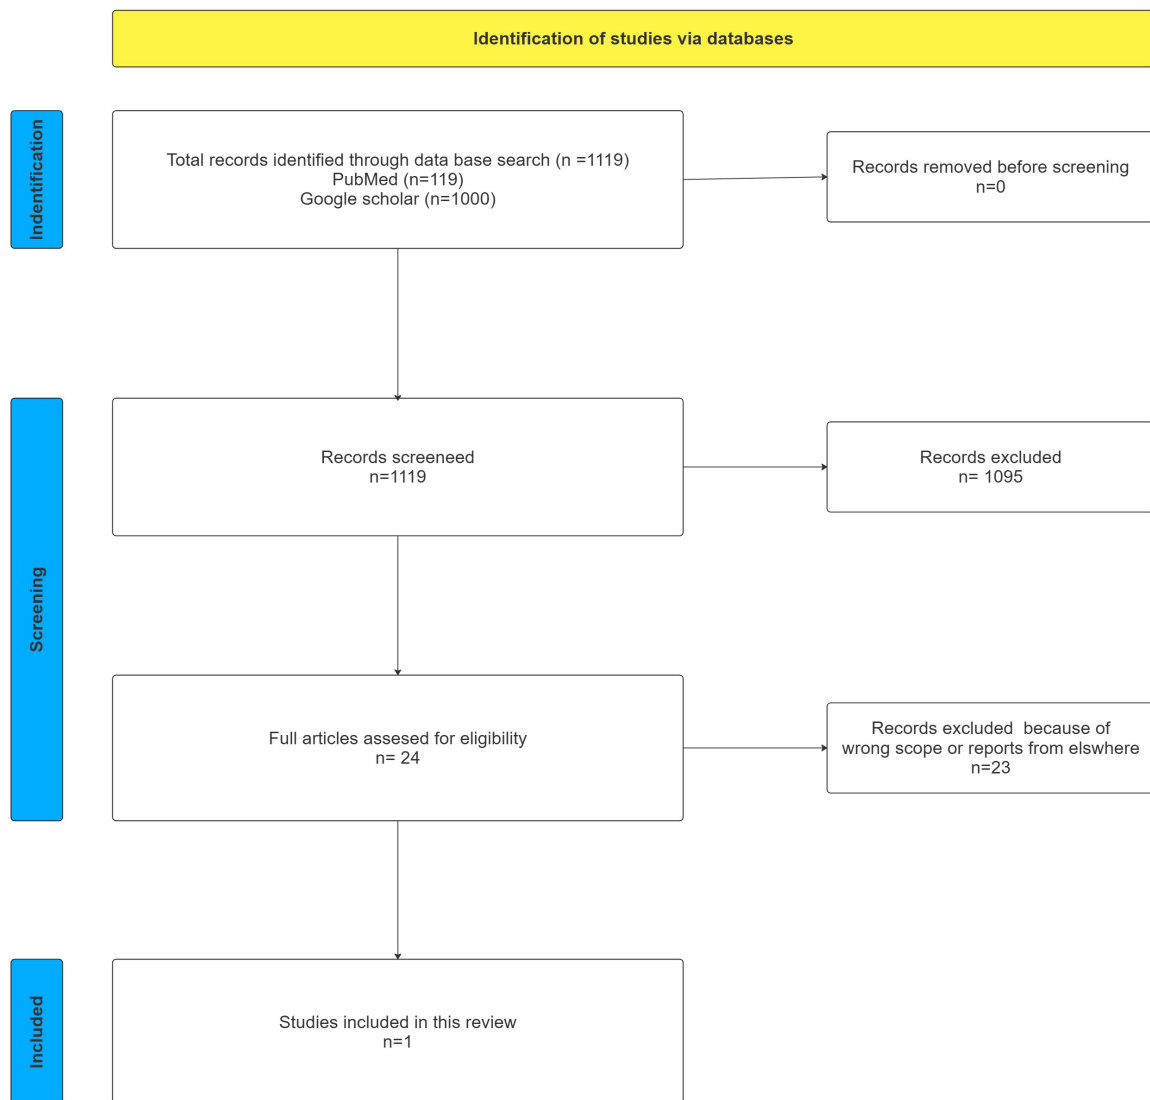 Identification of studies via databases
Indentification
Total records identified through data base search (n =1119)
PubMed (n=119)
Google scholar (n=1000)
Records removed before screening
n=0
Screening
Records screeneed
n=1119
Records excluded
n= 1095
Full articles assesed for eligibility
n= 24
Records excluded  because of
wrong scope or reports from elswhere
n=23
Included
Studies included in this review
n=1